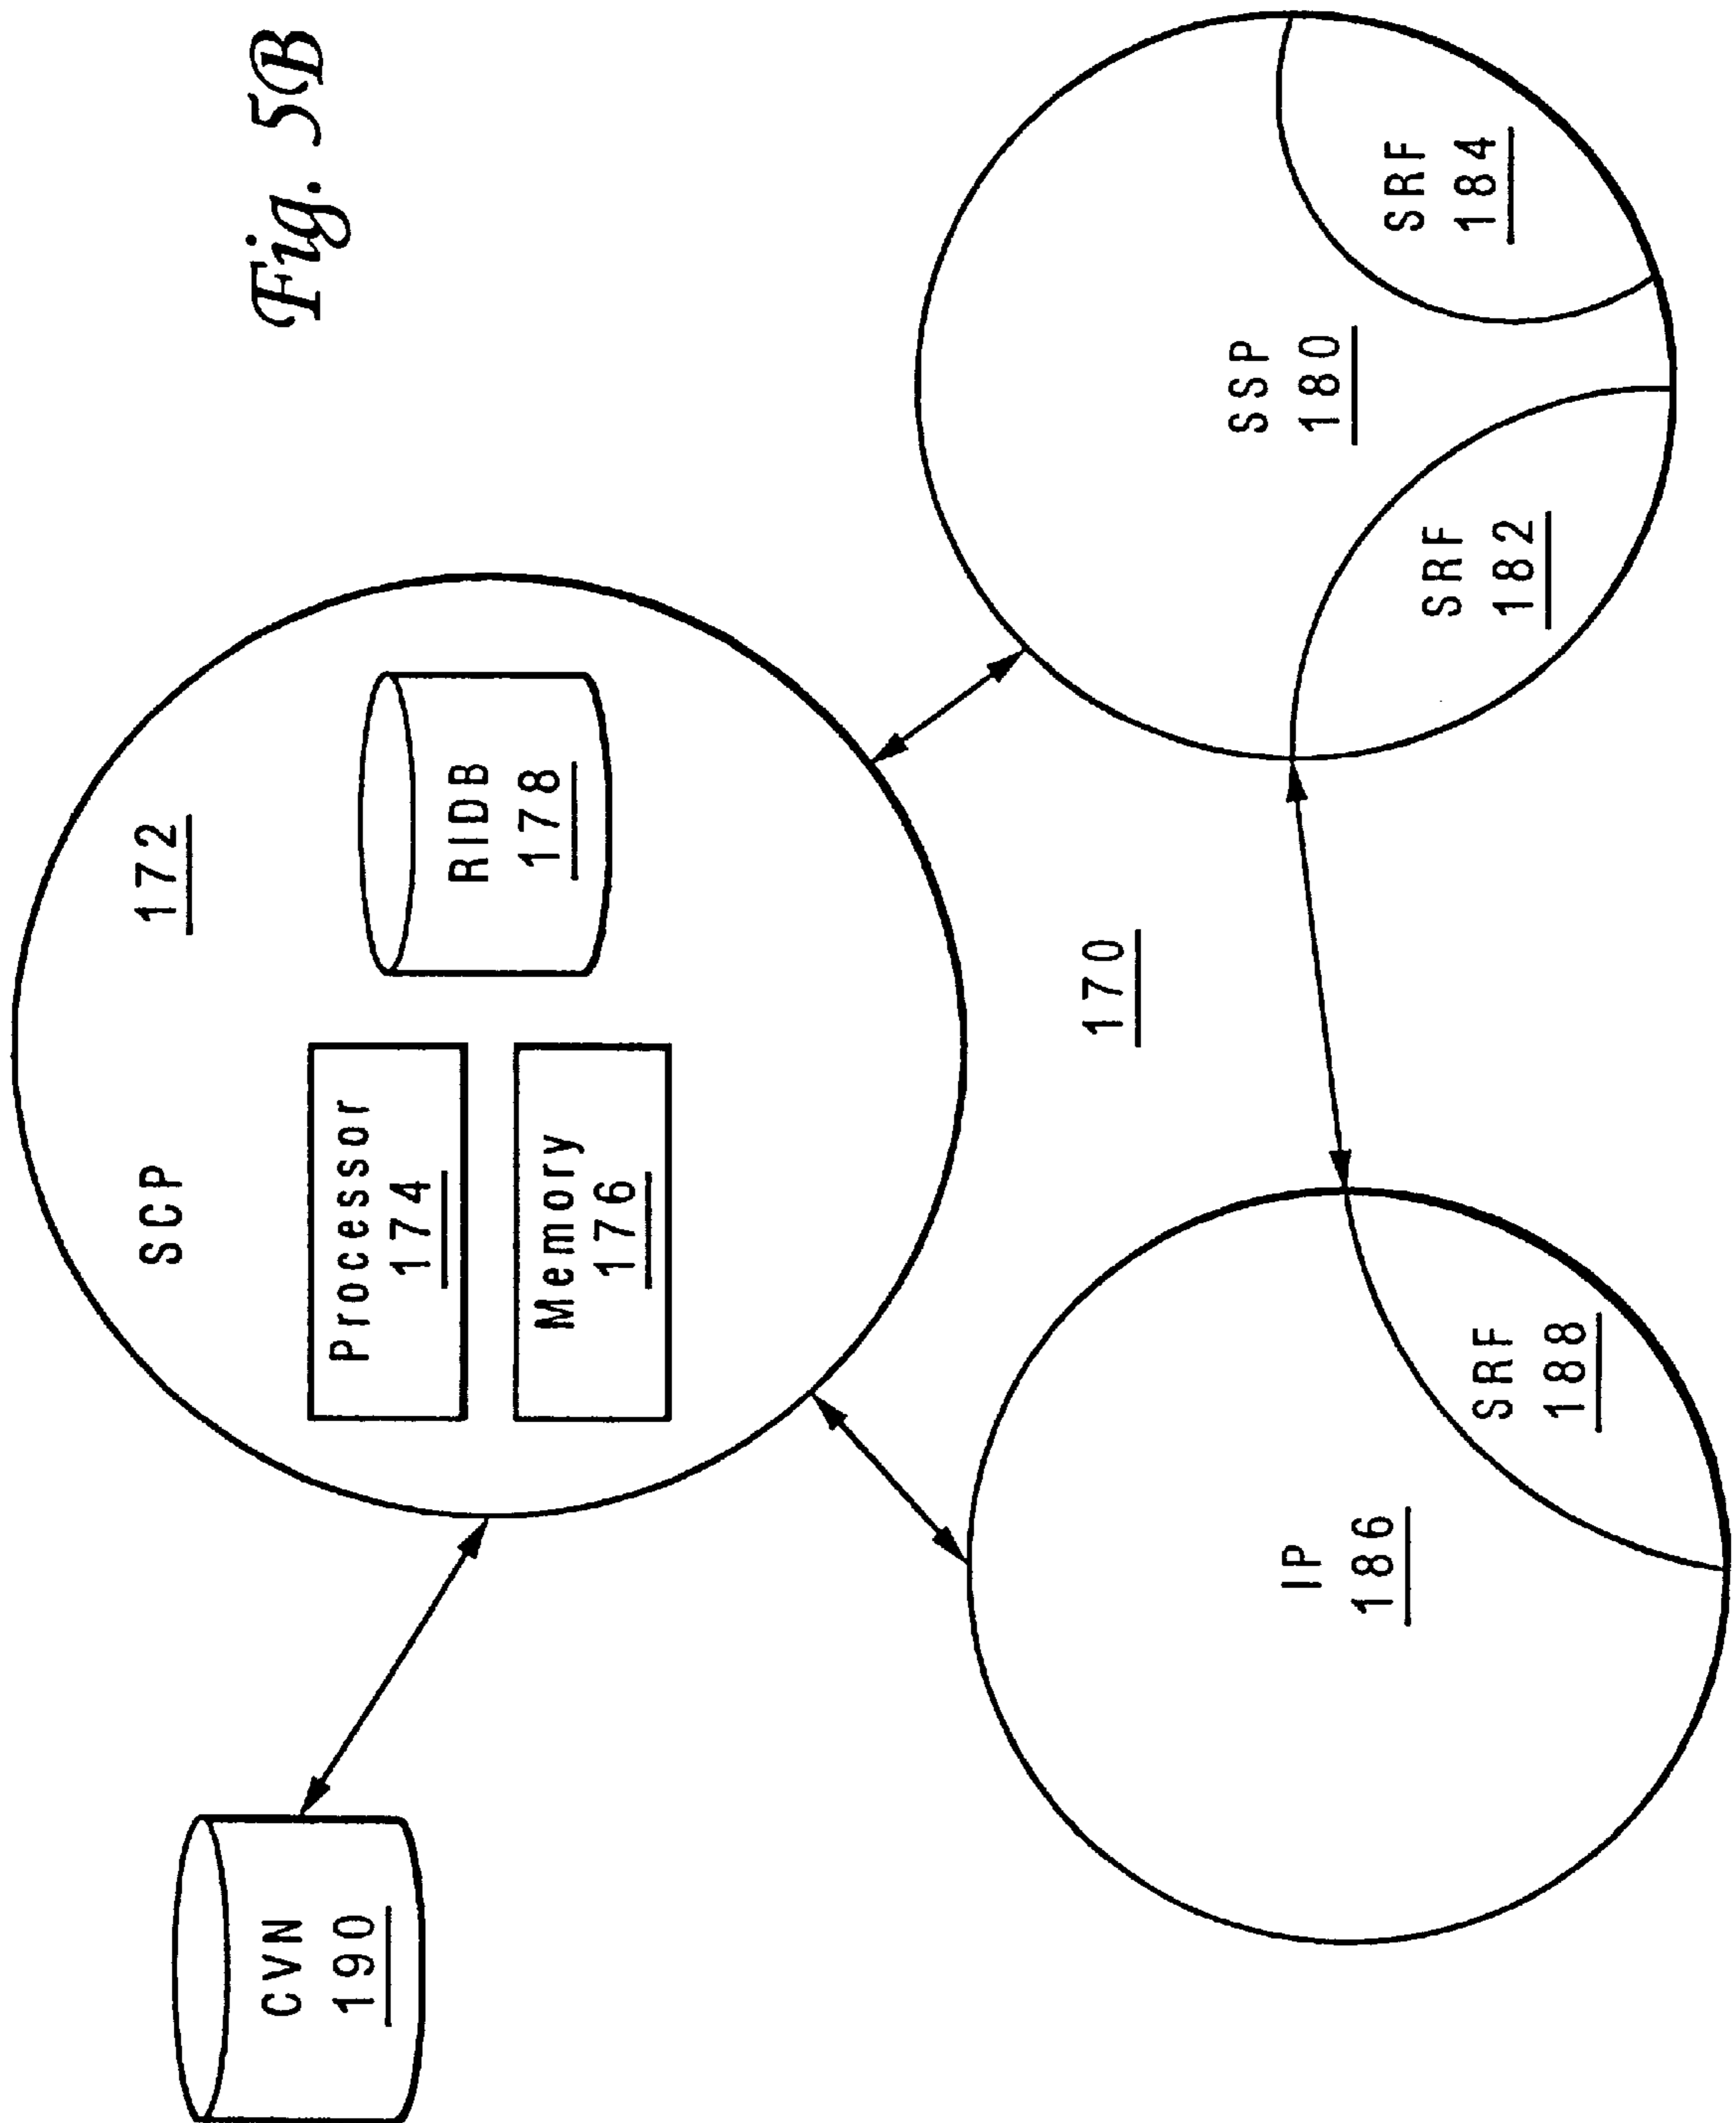 CVN
190
SCP
172
Processor
174
Memory
176
RIDB
178
170
IP
186
SRF
188
SSP
180
SRF
182
SRF
184
Fig. 5B